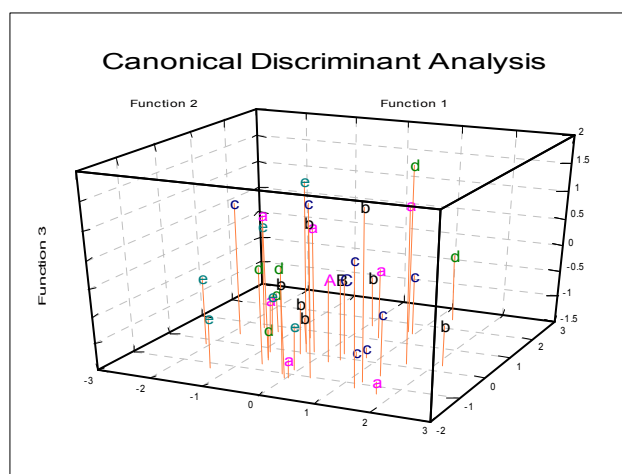 Canonical Discriminant Analysis
Function 2 Function 1
2
1.5
1
0.5
0
-0.5
-1
-1.5
Function 3
d
e
c c b a
a b a
e
d
c
d d a c
e b A B C b
e d b
e b c
d e b
c c
a a
-3
-2
-1
0
1
2
3
-2
-1
0
1
2
3